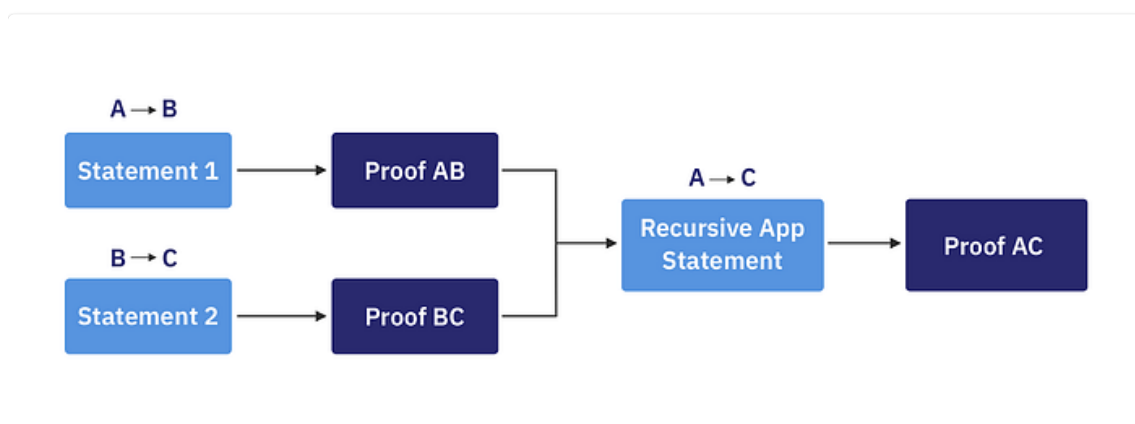 A → B
Statement 1
Proof AB
B → C
Statement 2
Proof BC
A → C
Recursive App
Statement
Proof AC